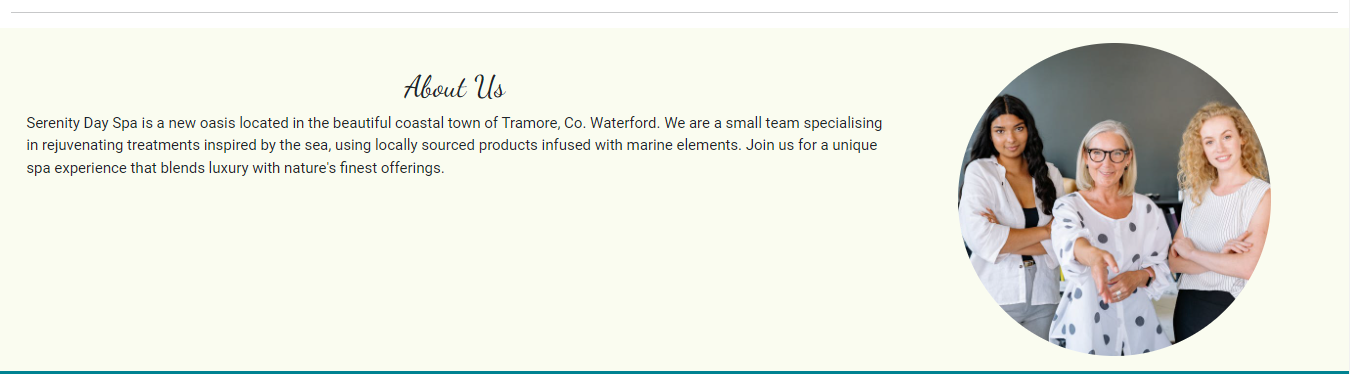 About Us
Serenity Day Spa is a new oasis located in the beautiful coastal town of Tramore, Co. Waterford. We are a small team specialising
in rejuvenating treatments inspired by the sea, using locally sourced products infused with marine elements. Join us for a unique
spa experience that blends luxury with nature's finest offerings.